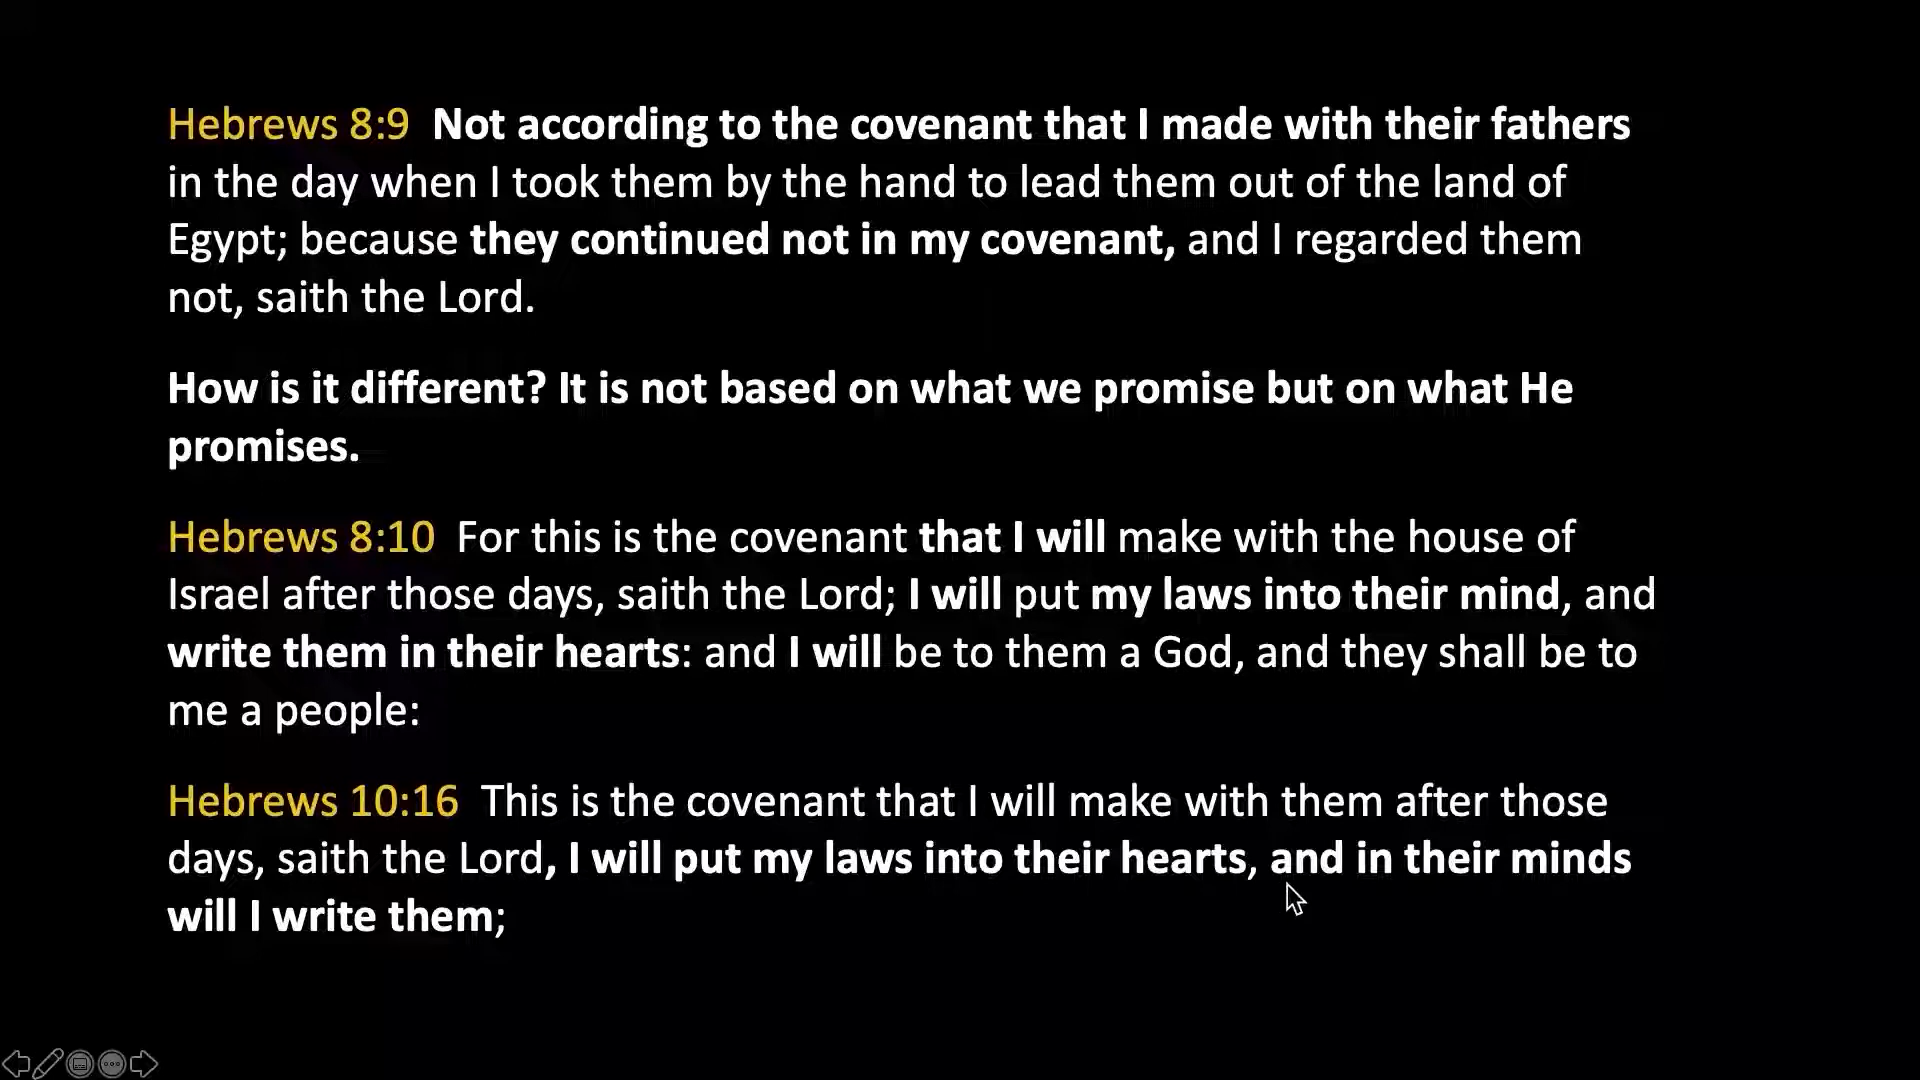 Hebrews 8:9  Not according to the covenant that I made with their fathers
in the day when I took them by the hand to lead them out of the land of
Egypt; because they continued not in my covenant, and I regarded them
not, saith the Lord.
How is it different? It is not based on what we promise but on what He
promises.
Hebrews 8:10  For this is the covenant that I will make with the house of
Israel after those days, saith the Lord; I will put my laws into their mind, and
write them in their hearts: and I will be to them a God, and they shall be to
me a people:
Hebrews 10:16  This is the covenant that I will make with them after those
days, saith the Lord, I will put my laws into their hearts, and in their minds
will I write them;